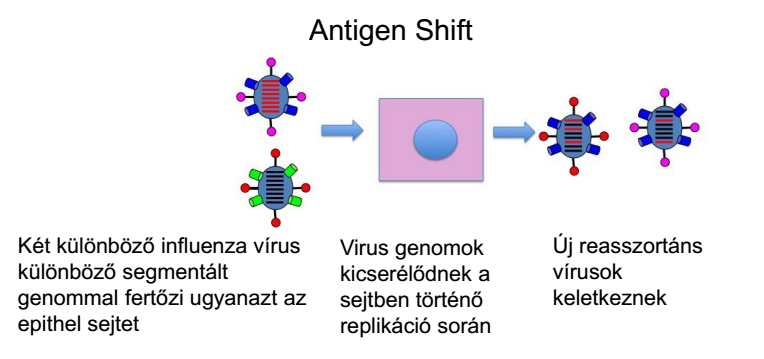 Antigen Shift
Két különböző influenza vírus
különböző segmentált
genommal fertőzi ugyanazt az
epithel sejtet
Virus genomok
kicserélődnek a
sejtben történő
replikáció során
Új reasszortáns
vírusok
keletkeznek